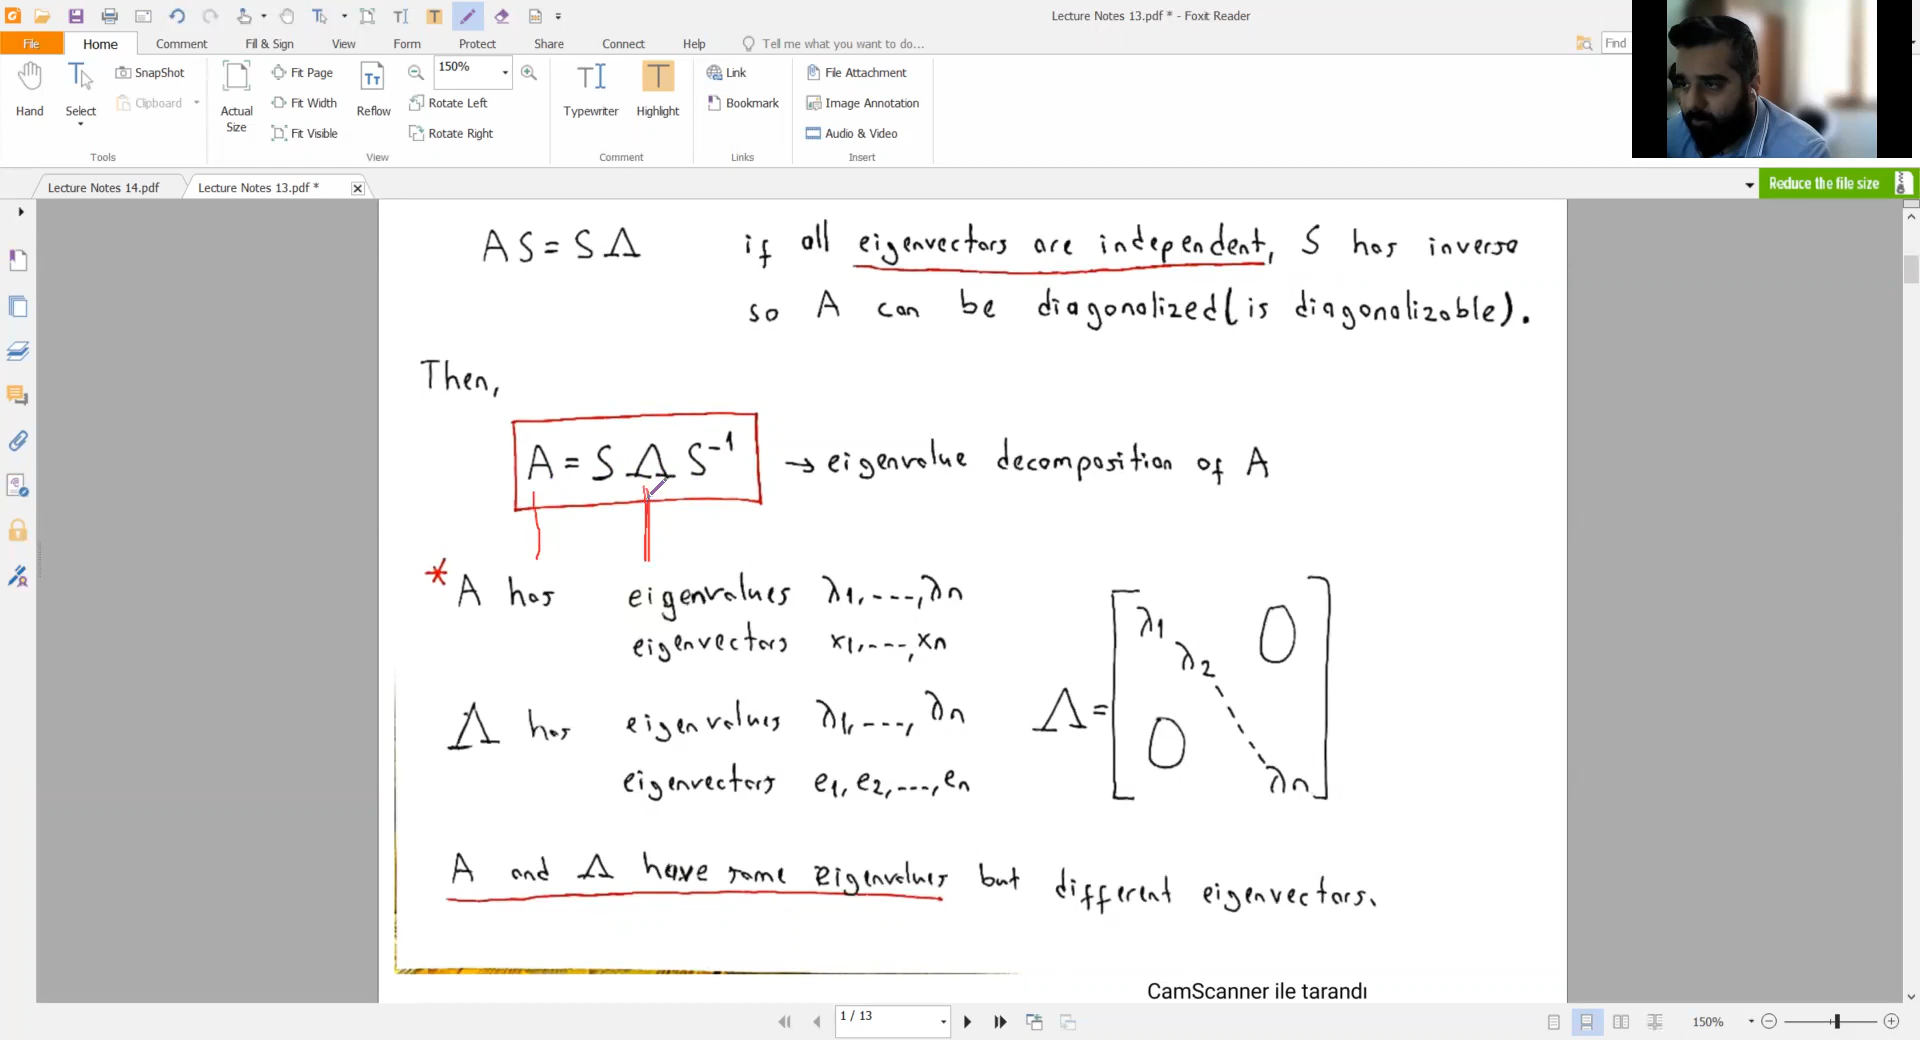 Lecture Notes 13.pdf * - Foxit Reader
File Home Comment Fill & Sign View Form Protect Share Connect Help Tell me what you want to do... Find
Hand Select SnapShot Clipboard Actual Size Fit Page Fit Width Fit Visible Reflow 150% Rotate Left Rotate Right Typewriter Highlight Link Bookmark File Attachment Image Annotation Audio & Video
Tools View Comment Links Insert
Lecture Notes 14.pdf Lecture Notes 13.pdf * Reduce the file size
AS = SΛ if all eigenvectors are independent, S has inverse
so A can be diagonalized (is diagonalizable).
Then,
A = SΛS⁻¹ → eigenvalue decomposition of A
* A has eigenvalues λ1,---,λn
eigenvectors x1,---,xn
Λ has eigenvalues λ1,---,λn
eigenvectors e1, e2,---,en
Λ = [ λ1 0
λ2
0
λn ]
A and Λ have same eigenvalues but different eigenvectors.
CamScanner ile tarandı
1 / 13 150%